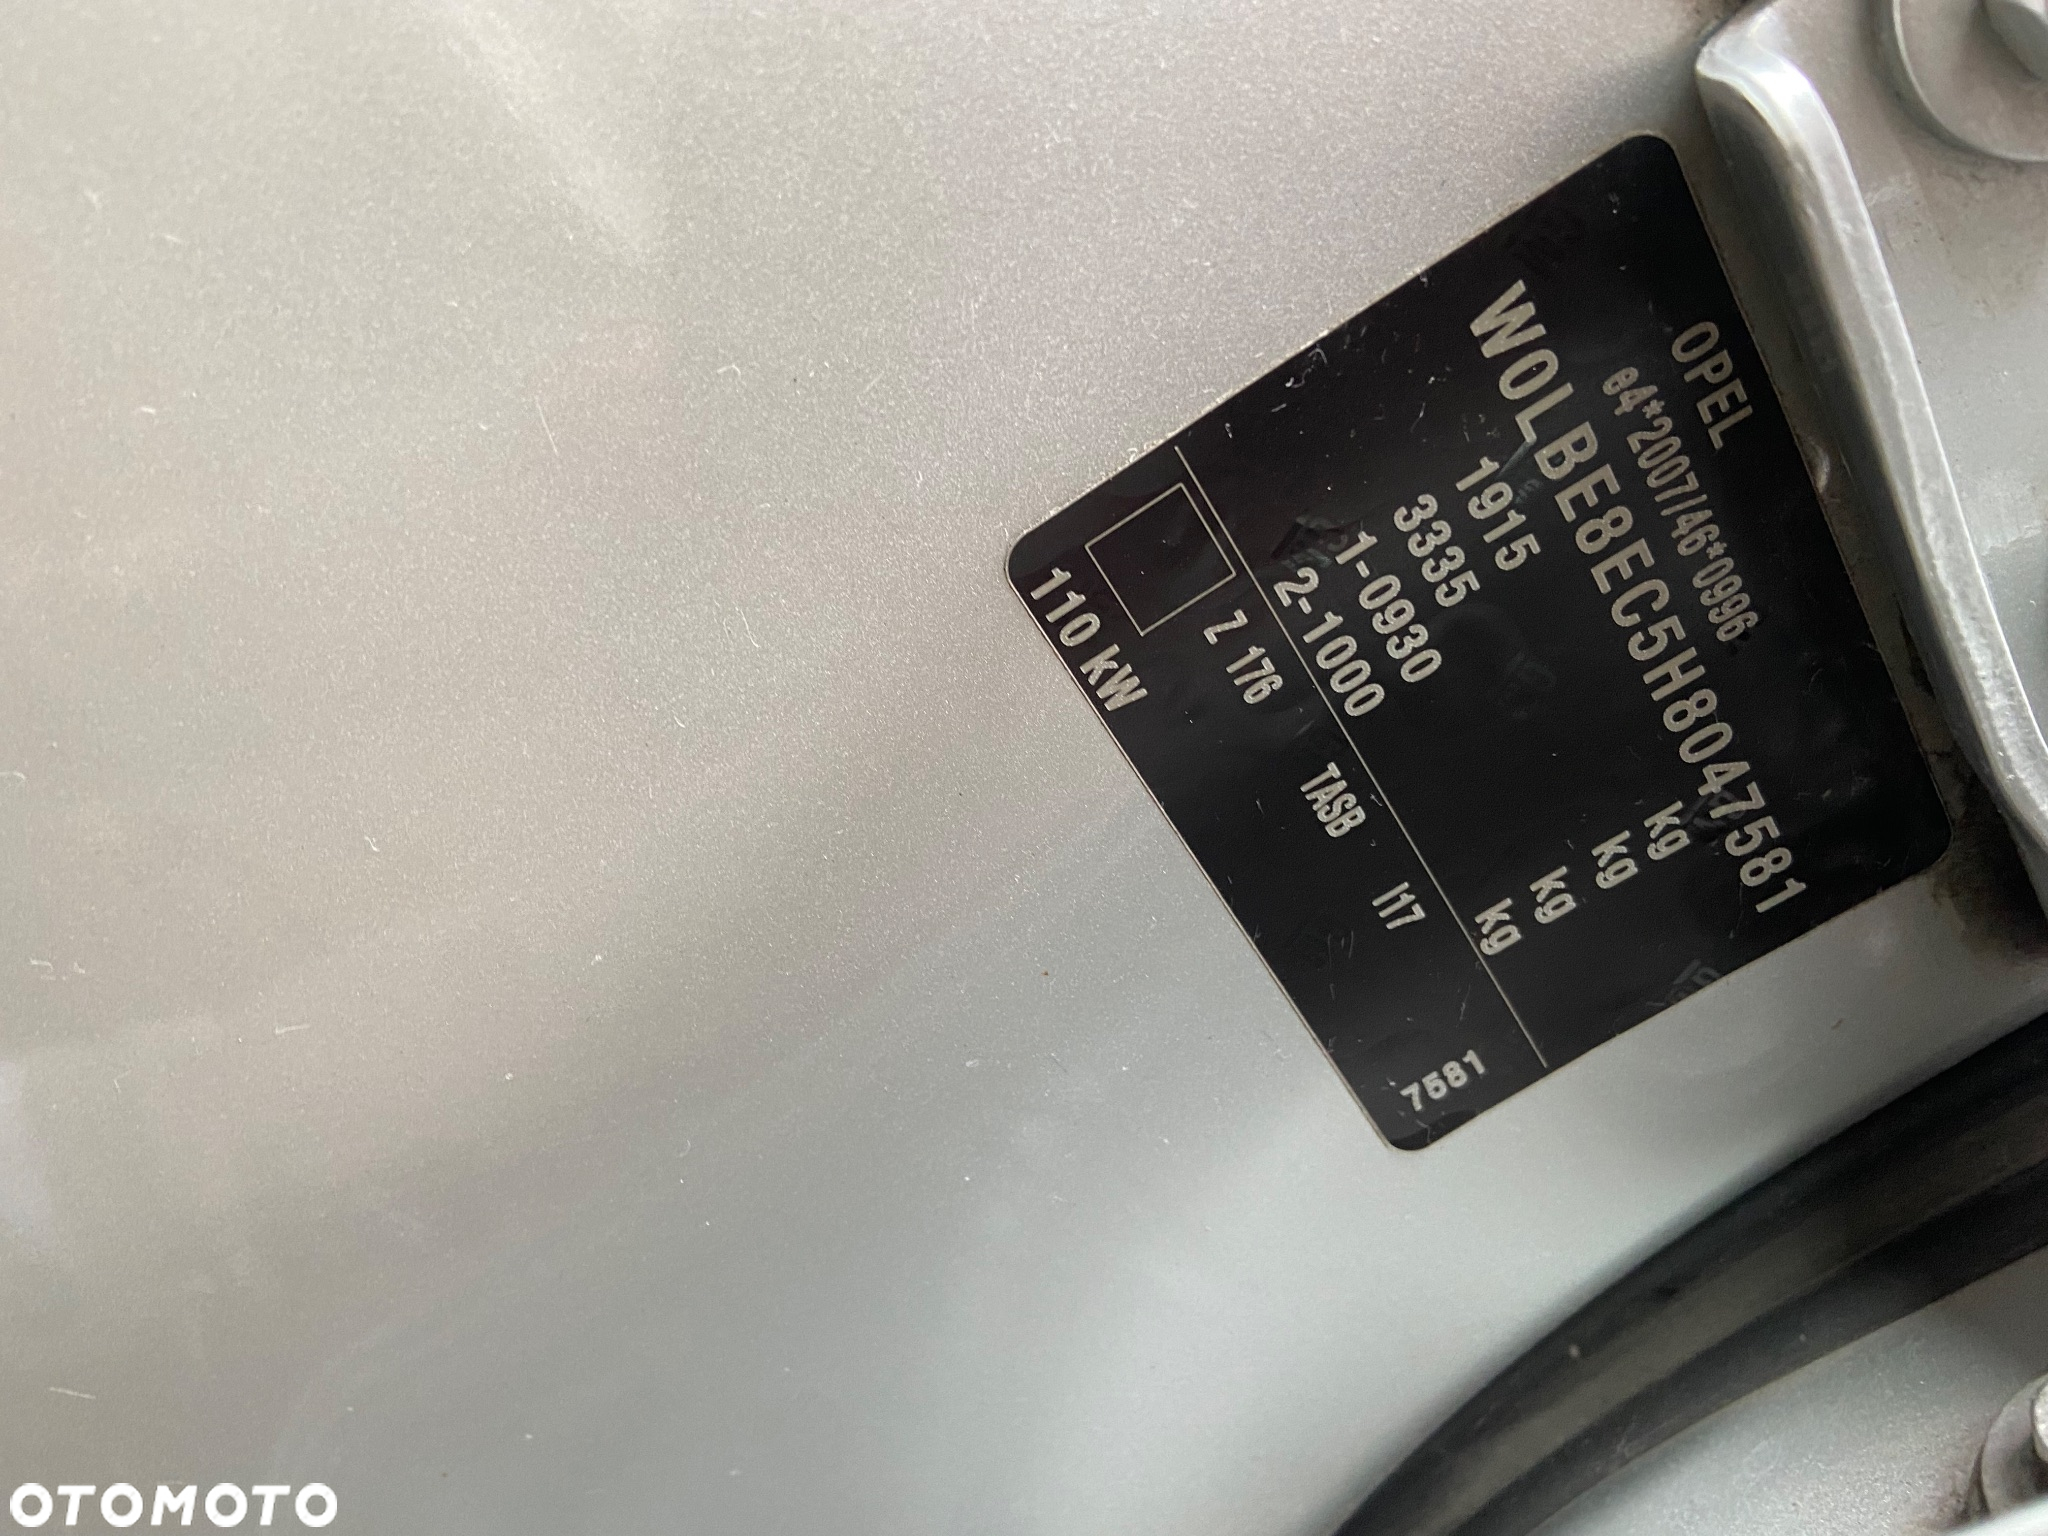 OPEL
e4*2007/46*0996*
W0LBE8EC5H8047581
1915 kg
3335 kg
1-0930 kg
2-1000 kg
Z 176 TASB I17 7581
110 kW
OTOMOTO